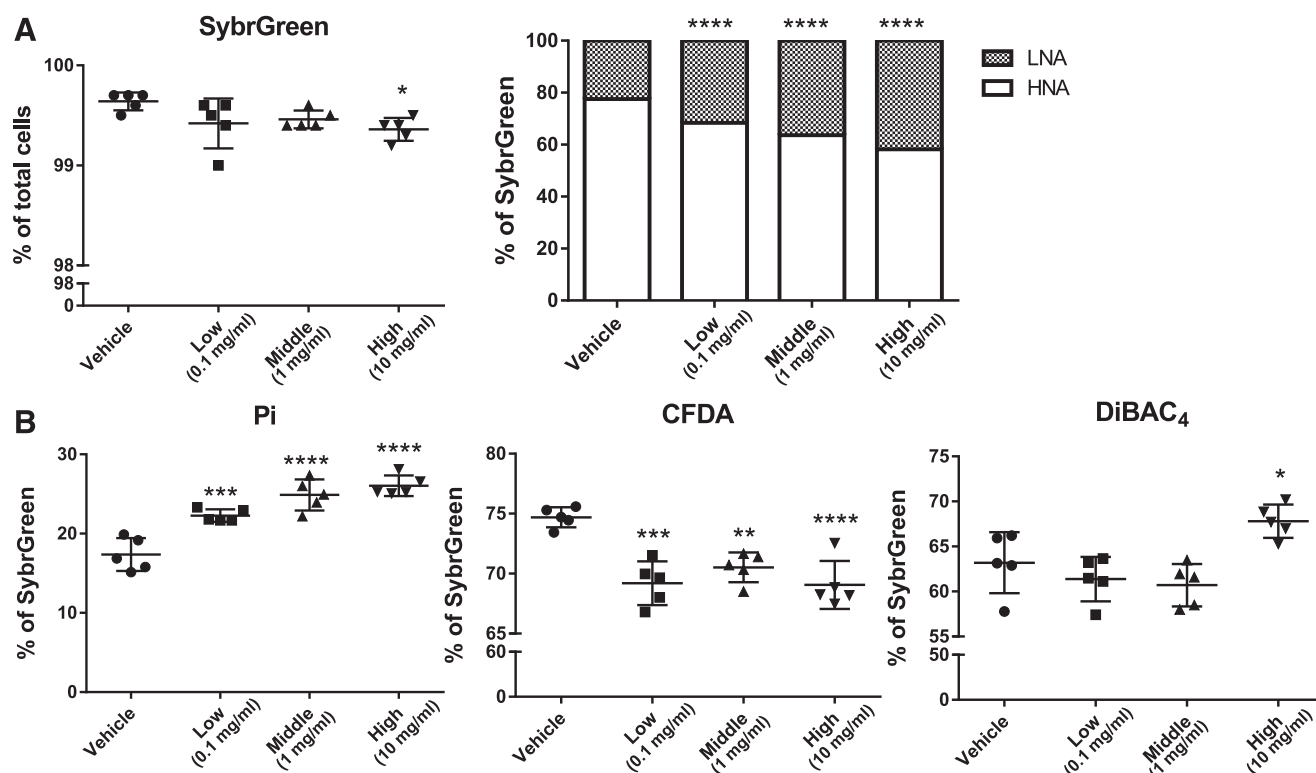 A
SybrGreen
% of total cells
100
99
98
98
0
*
Vehicle
Low
(0.1 mg/ml)
Middle
(1 mg/ml)
High
(10 mg/ml)
% of SybrGreen
100
80
60
40
20
0
****
****
****
Vehicle
Low
(0.1 mg/ml)
Middle
(1 mg/ml)
High
(10 mg/ml)
LNA
HNA
B
Pi
% of SybrGreen
30
20
10
0
***
****
****
Vehicle
Low
(0.1 mg/ml)
Middle
(1 mg/ml)
High
(10 mg/ml)
CFDA
% of SybrGreen
80
75
70
65
60
0
***
**
****
Vehicle
Low
(0.1 mg/ml)
Middle
(1 mg/ml)
High
(10 mg/ml)
DiBAC4
% of SybrGreen
75
70
65
60
55
50
0
*
Vehicle
Low
(0.1 mg/ml)
Middle
(1 mg/ml)
High
(10 mg/ml)